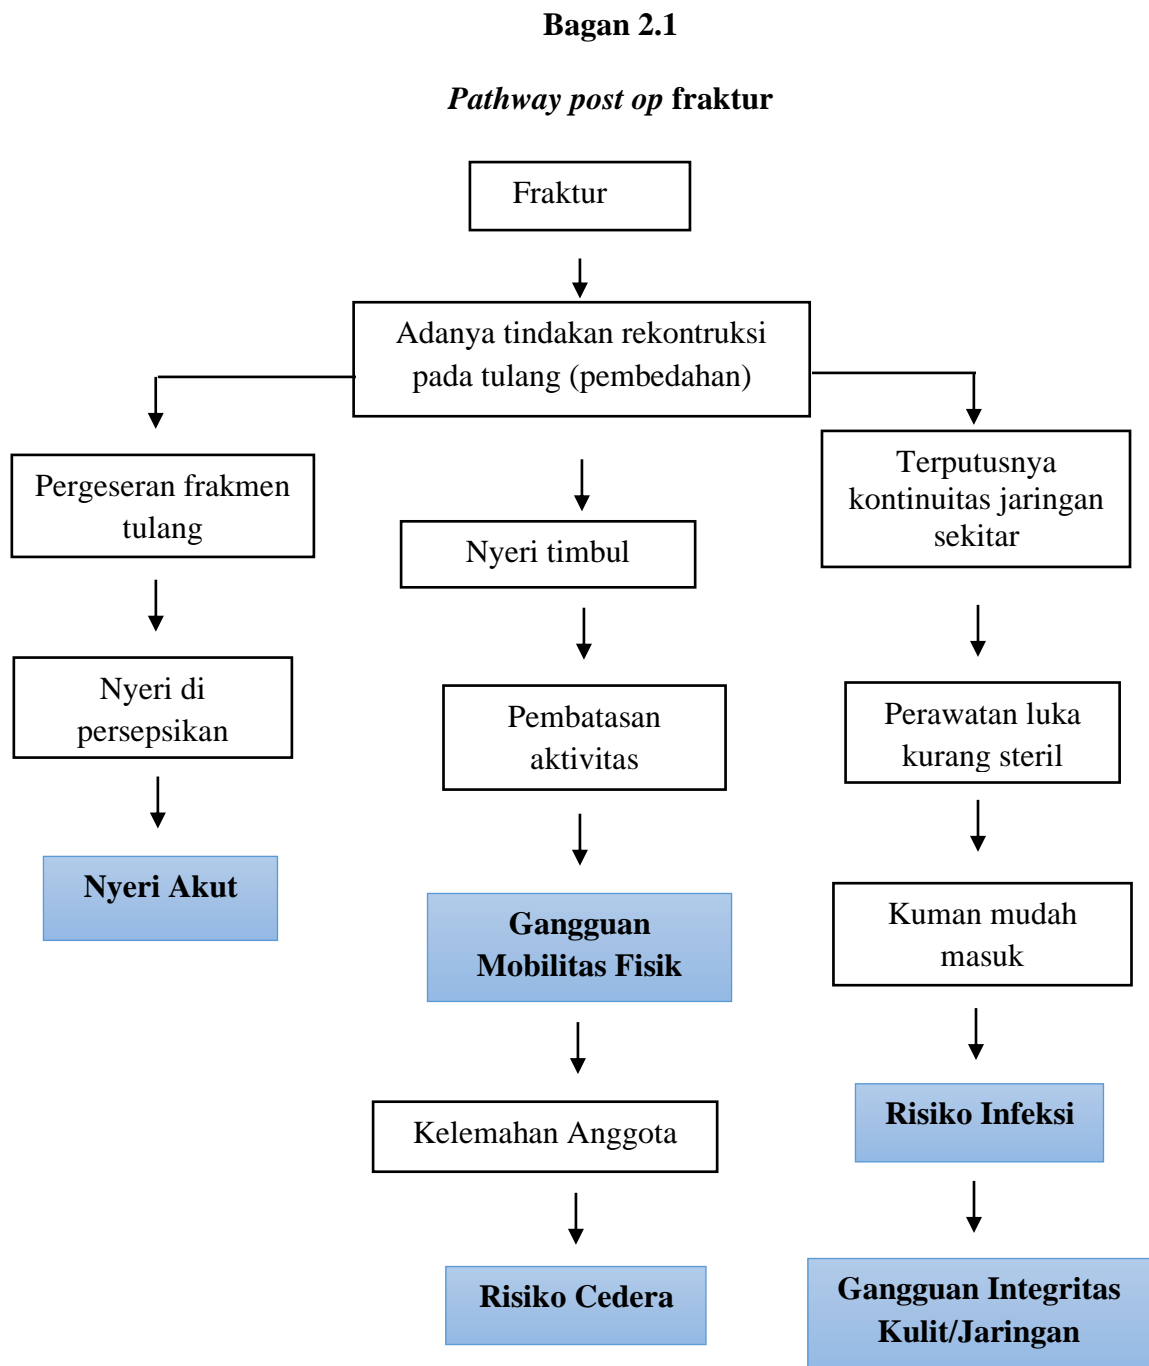 Bagan 2.1
Pathway post op fraktur
Fraktur
Adanya tindakan rekontruksi
pada tulang (pembedahan)
Pergeseran frakmen
tulang
Nyeri di
persepsikan
Nyeri Akut
Nyeri timbul
Pembatasan
aktivitas
Gangguan
Mobilitas Fisik
Kelemahan Anggota
Risiko Cedera
Terputusnya
kontinuitas jaringan
sekitar
Perawatan luka
kurang steril
Kuman mudah
masuk
Risiko Infeksi
Gangguan Integritas
Kulit/Jaringan